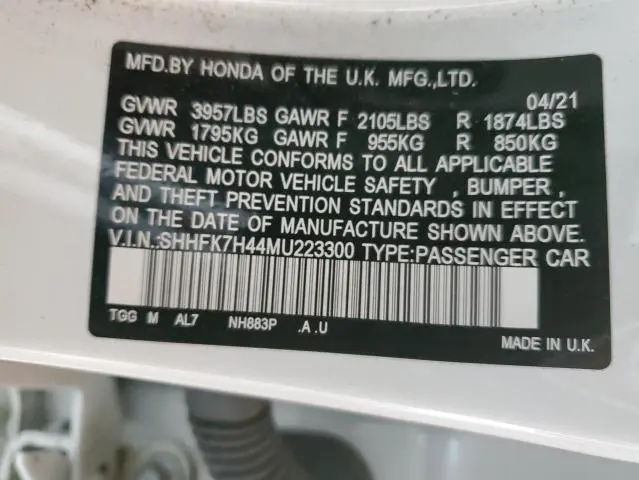 MFD.BY HONDA OF THE U.K. MFG.,LTD.
04/21
GVWR 3957LBS GAWR F 2105LBS R 1874LBS
GVWR 1795KG GAWR F 955KG R 850KG
THIS VEHICLE CONFORMS TO ALL APPLICABLE
FEDERAL MOTOR VEHICLE SAFETY , BUMPER ,
AND THEFT PREVENTION STANDARDS IN EFFECT
ON THE DATE OF MANUFACTURE SHOWN ABOVE.
V.I.N.:SHHFK7H44MU223300 TYPE:PASSENGER CAR
TGG M AL7 NH883P .A .U
MADE IN U.K.